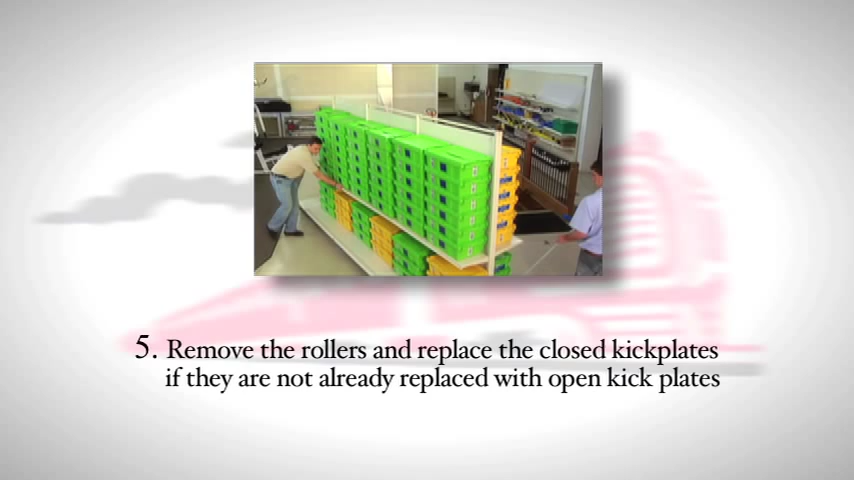 5. Remove the rollers and replace the closed kickplates
if they are not already replaced with open kick plates